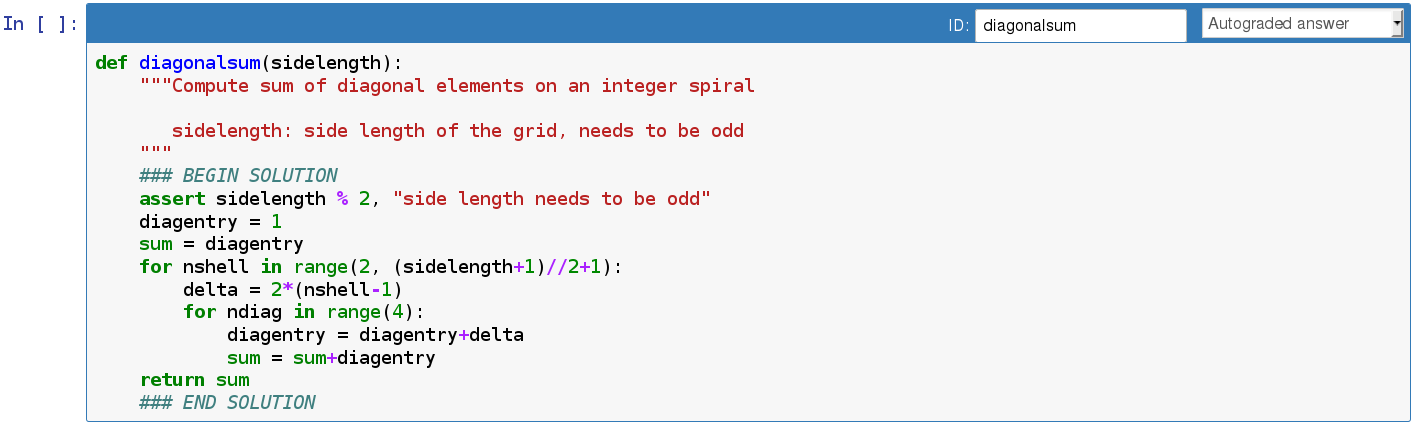 In [ ]:
ID: diagonalsum Autograded answer
def diagonalsum(sidelength):
    """Compute sum of diagonal elements on an integer spiral

       sidelength: side length of the grid, needs to be odd
    """
    ### BEGIN SOLUTION
    assert sidelength % 2, "side length needs to be odd"
    diagentry = 1
    sum = diagentry
    for nshell in range(2, (sidelength+1)//2+1):
        delta = 2*(nshell-1)
        for ndiag in range(4):
            diagentry = diagentry+delta
            sum = sum+diagentry
    return sum
    ### END SOLUTION